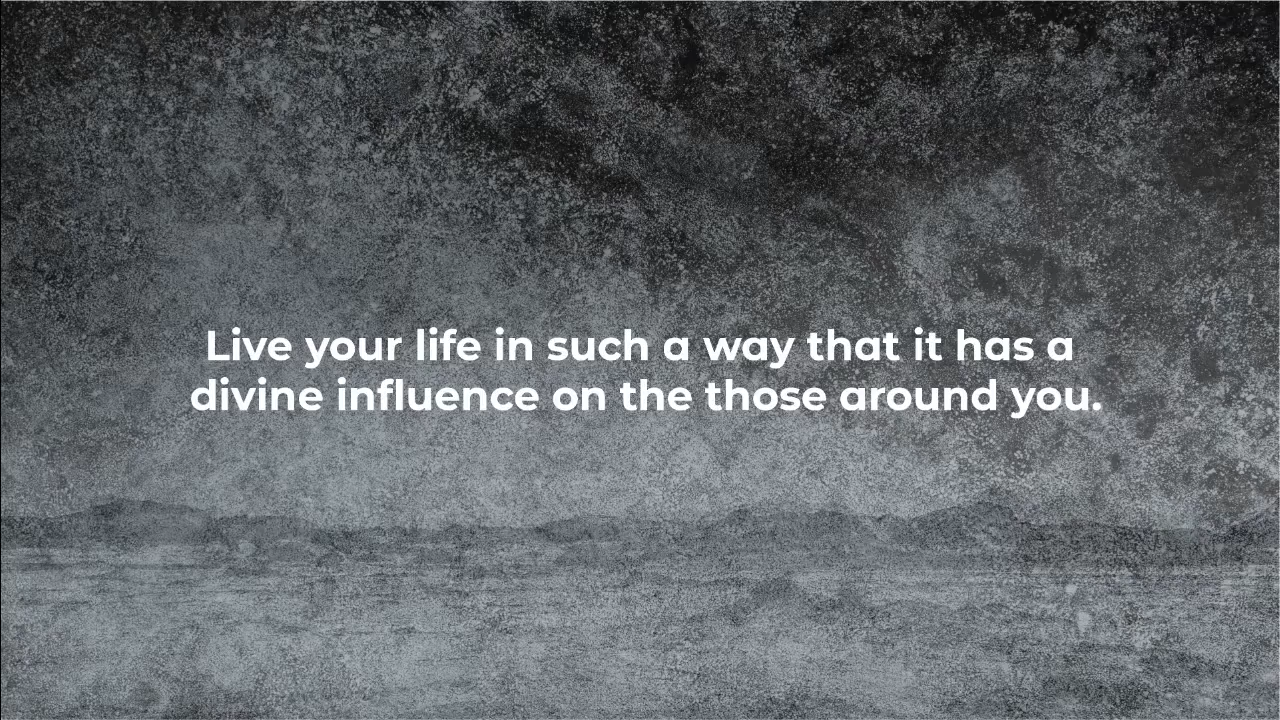 Live your life in such a way that it has a
divine influence on the those around you.